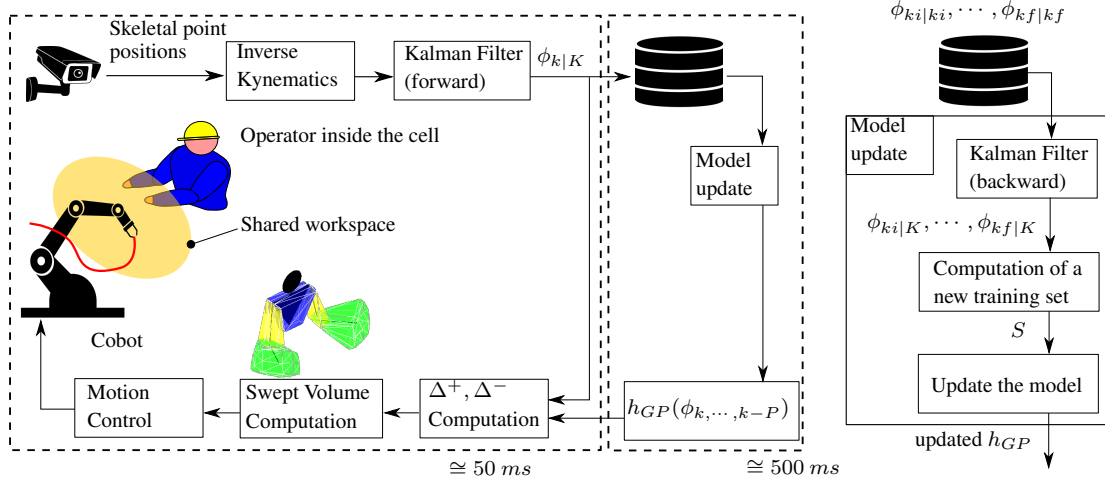 Skeletal point
positions
Inverse
Kynematics
Kalman Filter
(forward)
ϕ_{k|K}
Operator inside the cell
Shared workspace
Cobot
Motion
Control
Swept Volume
Computation
Δ⁺, Δ⁻
Computation
≅ 50 ms
Model
update
h_{GP}(ϕ_{k,⋯,k−P})
≅ 500 ms
ϕ_{ki|ki}, ⋯ , ϕ_{kf|kf}
Model
update
Kalman Filter
(backward)
ϕ_{ki|K}, ⋯ , ϕ_{kf|K}
Computation of a
new training set
S
Update the model
updated h_{GP}